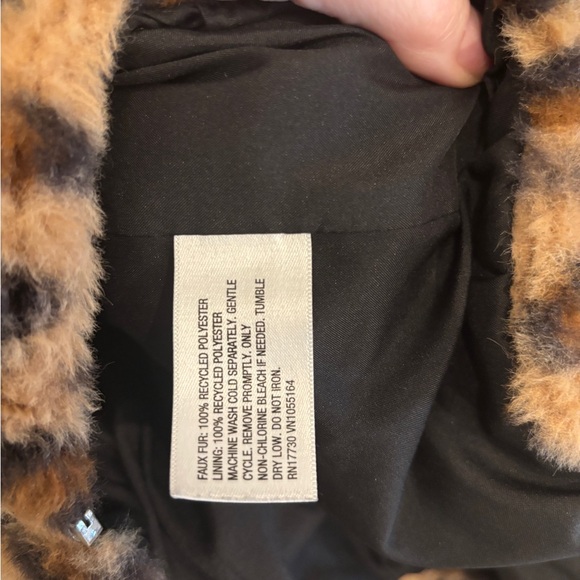 FAUX FUR: 100% RECYCLED POLYESTER
LINING: 100% RECYCLED POLYESTER
MACHINE WASH COLD SEPARATELY. GENTLE
CYCLE. REMOVE PROMPTLY. ONLY
NON-CHLORINE BLEACH IF NEEDED. TUMBLE
DRY LOW. DO NOT IRON.
RN17730 VN1055164